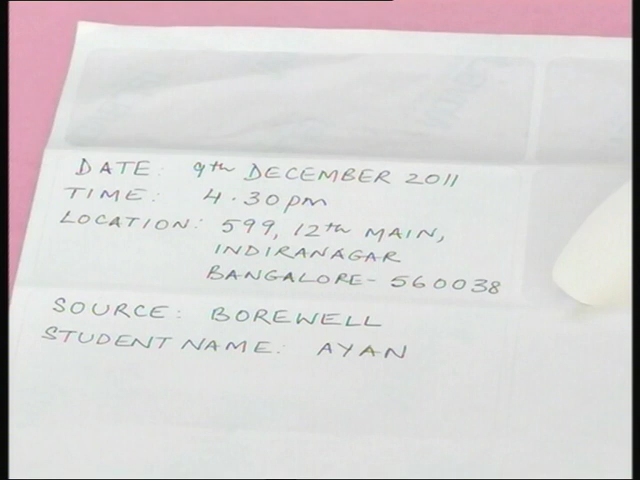 DATE: 9th DECEMBER 2011
TIME: 4.30pm
LOCATION: 599, 12th MAIN,
INDIRANAGAR
BANGALORE- 560038
SOURCE: BOREWELL
STUDENT NAME: AYAN